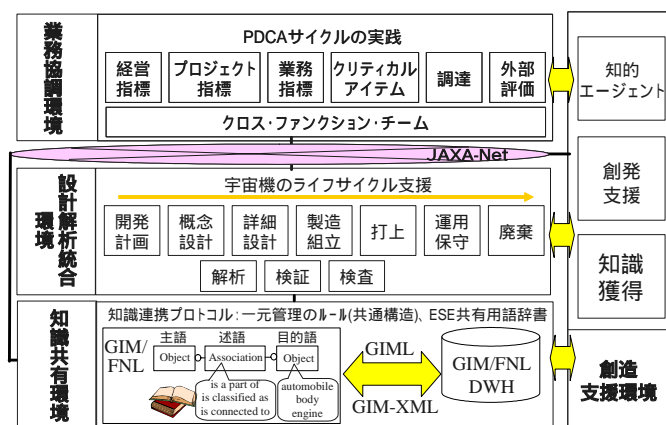 業務協調環境
PDCAサイクルの実践
経営
指標
プロジェクト
指標
業務
指標
クリティカル
アイテム
調達
外部
評価
クロス・ファンクション・チーム
JAXA-Net
設計解析統合
環境
宇宙機のライフサイクル支援
開発
計画
概念
設計
詳細
設計
製造
組立
打上
運用
保守
廃棄
解析
検証
検査
知識共有環境
知識連携プロトコル：一元管理のルール(共通構造)、ESE共有用語辞書
GIM/
FNL
主語
述語
目的語
Object
Association
Object
is a part of
is classified as
is connected to
automobile
body
engine
GIML
GIM-XML
GIM/FNL
DWH
知的
エージェント
創発
支援
知識
獲得
創造
支援環境